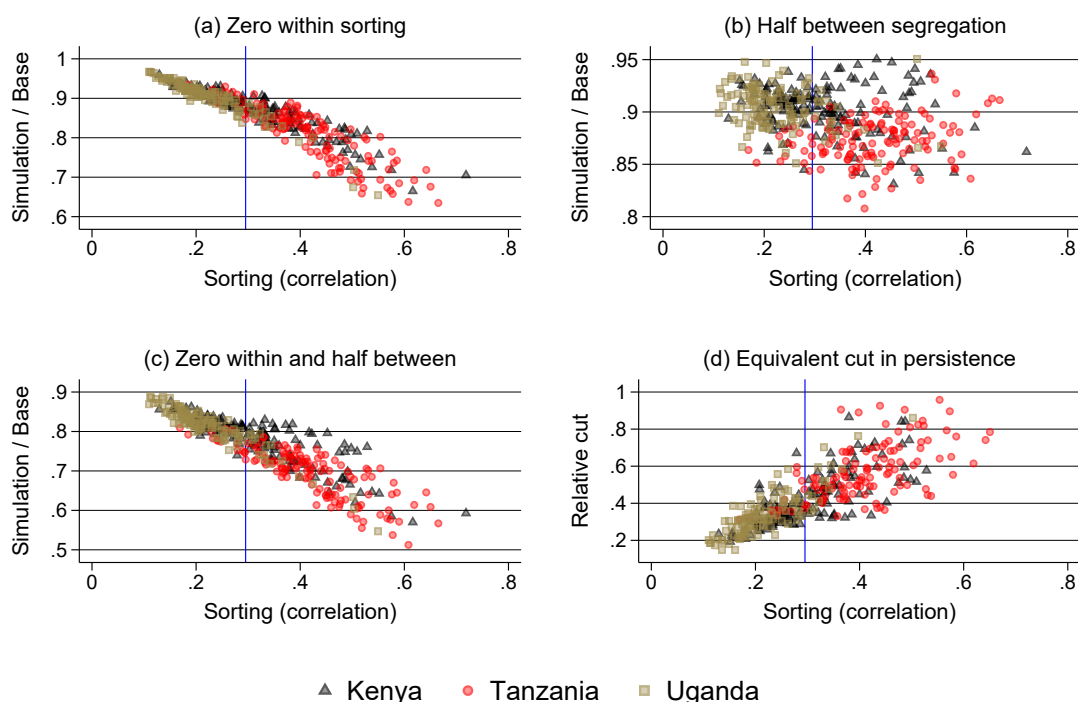 (a) Zero within sorting
Simulation / Base
1
.9
.8
.7
.6
0 .2 .4 .6 .8
Sorting (correlation)
(b) Half between segregation
Simulation / Base
.95
.9
.85
.8
0 .2 .4 .6 .8
Sorting (correlation)
(c) Zero within and half between
Simulation / Base
.9
.8
.7
.6
.5
0 .2 .4 .6 .8
Sorting (correlation)
(d) Equivalent cut in persistence
Relative cut
1
.8
.6
.4
.2
0 .2 .4 .6 .8
Sorting (correlation)
Kenya Tanzania Uganda